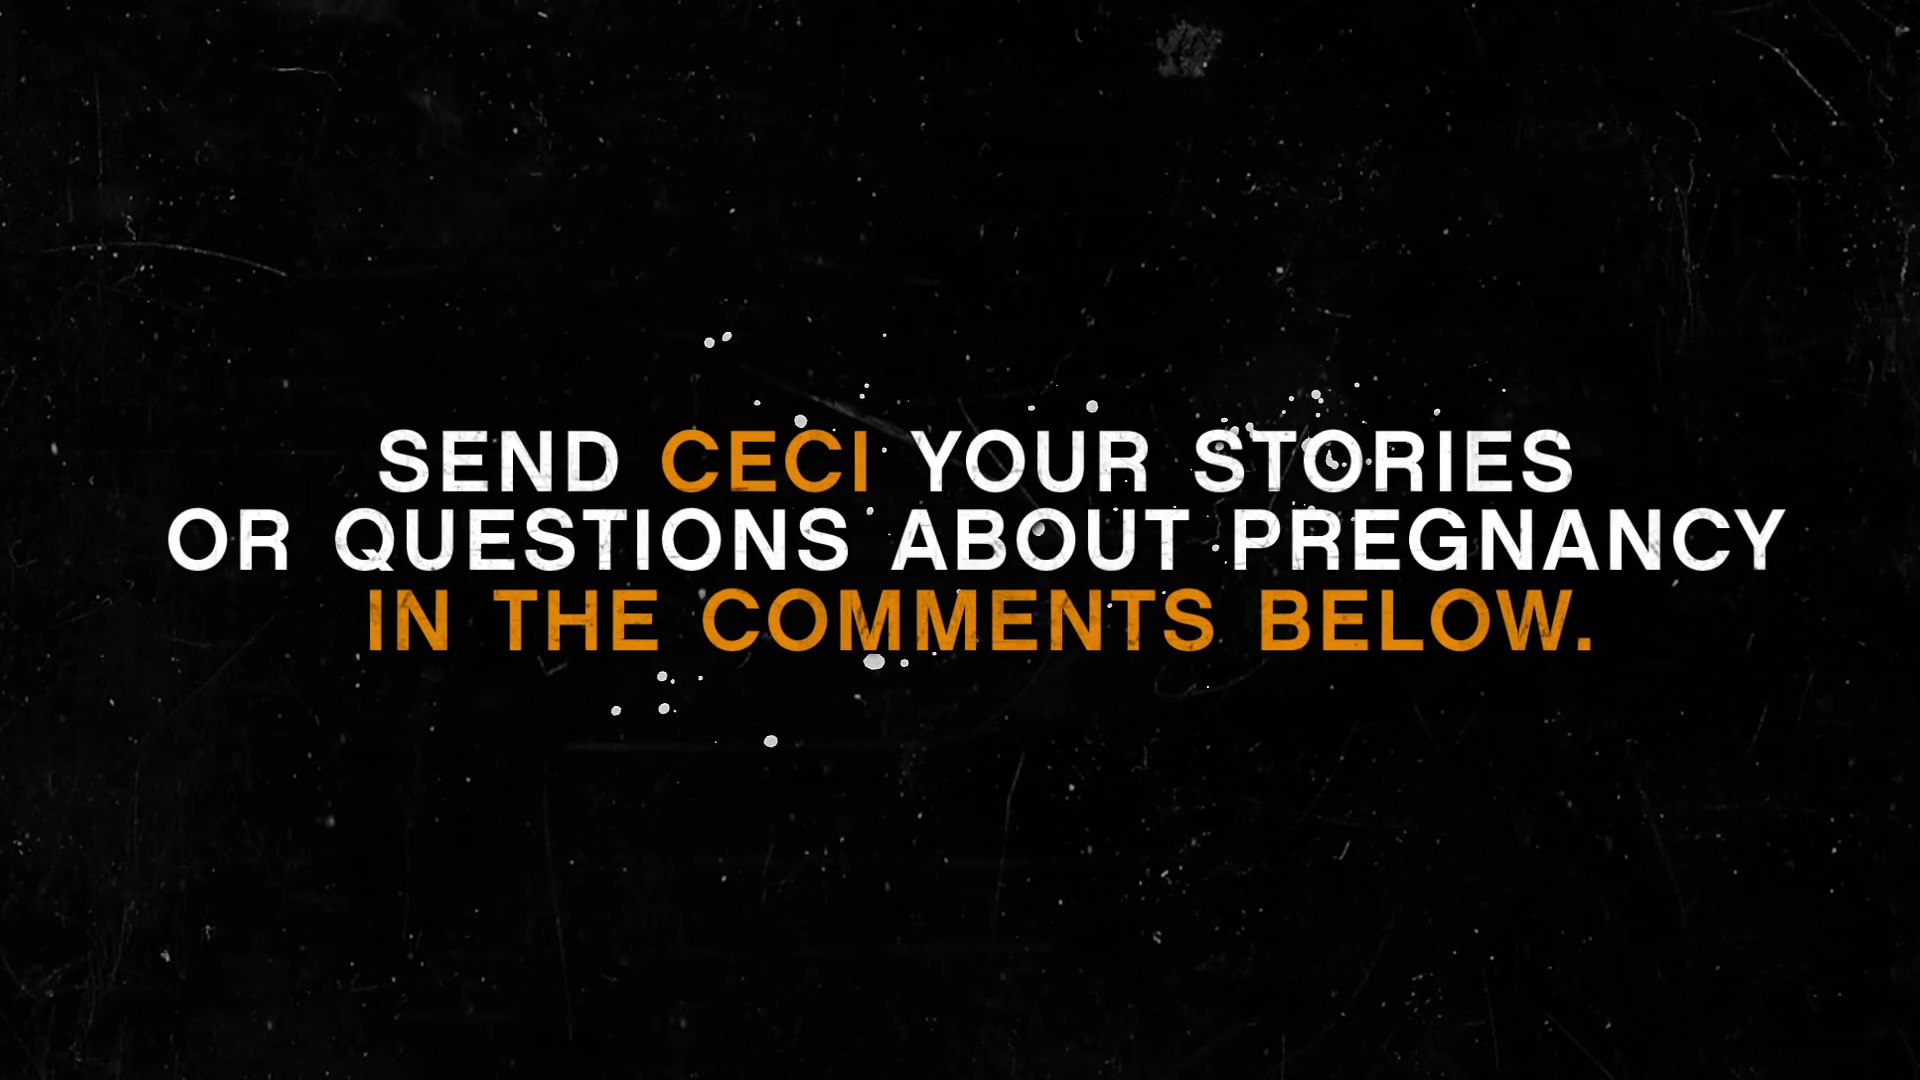 SEND CECI YOUR STORIES
OR QUESTIONS ABOUT PREGNANCY
IN THE COMMENTS BELOW.